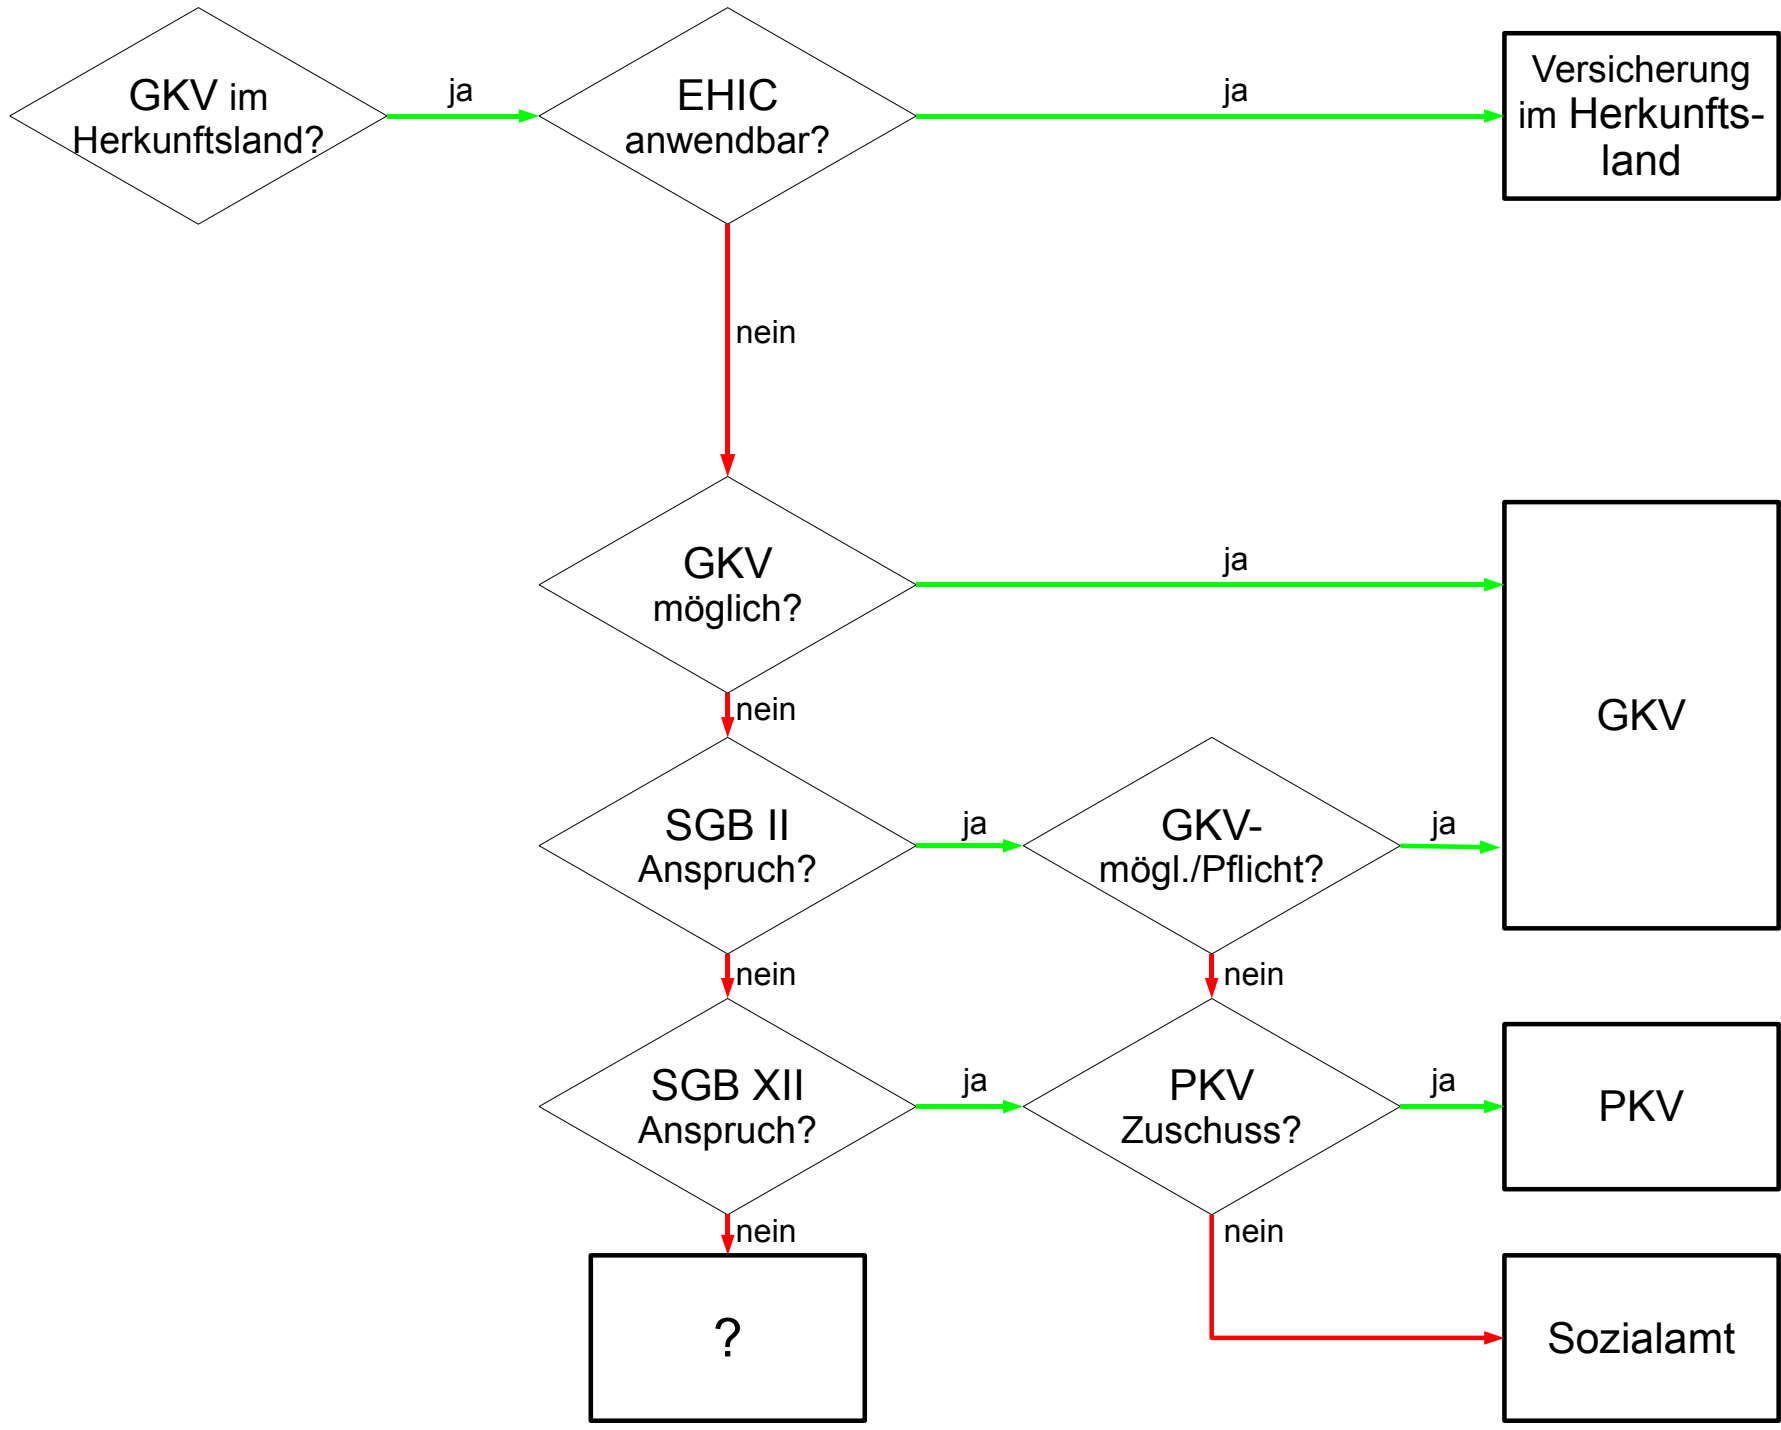 GKV im
Herkunftsland?
ja
EHIC
anwendbar?
ja
Versicherung
im Herkunfts-
land
nein
GKV
möglich?
ja
GKV
nein
SGB II
Anspruch?
ja
GKV-
mögl./Pflicht?
ja
nein
nein
SGB XII
Anspruch?
ja
PKV
Zuschuss?
ja
PKV
nein
nein
?
Sozialamt